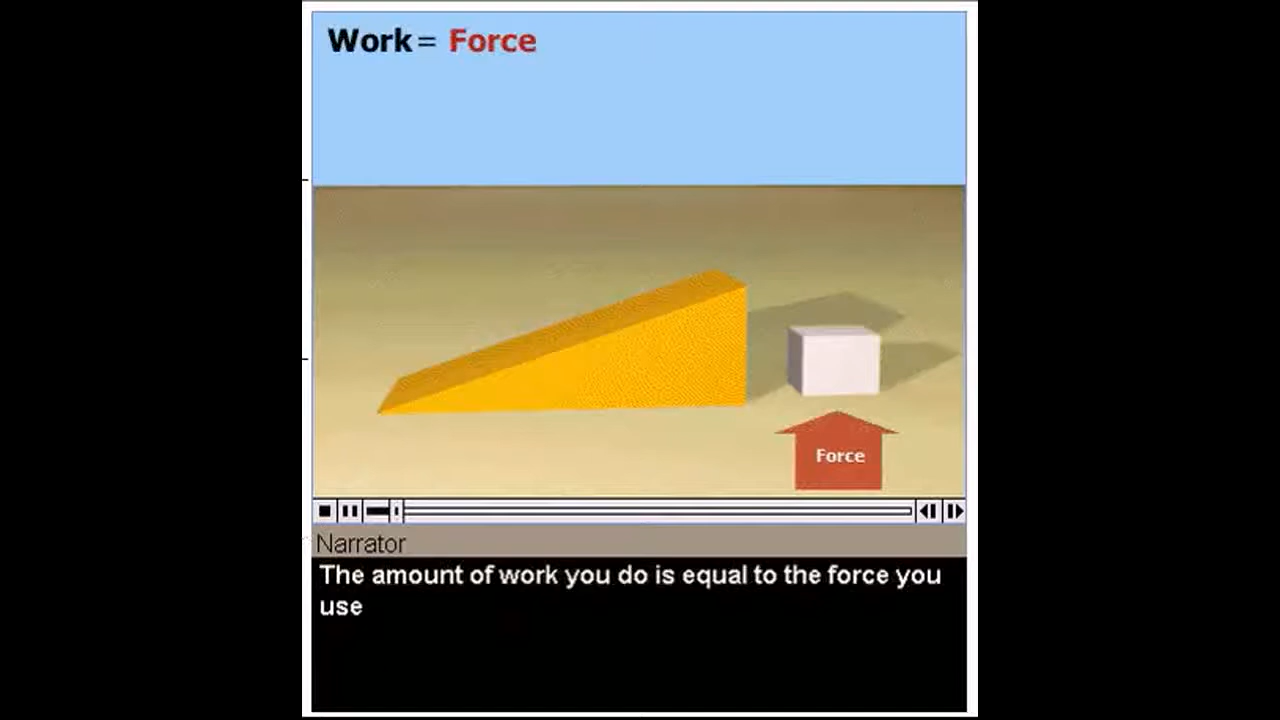 Work = Force
Force
Narrator
The amount of work you do is equal to the force you
use